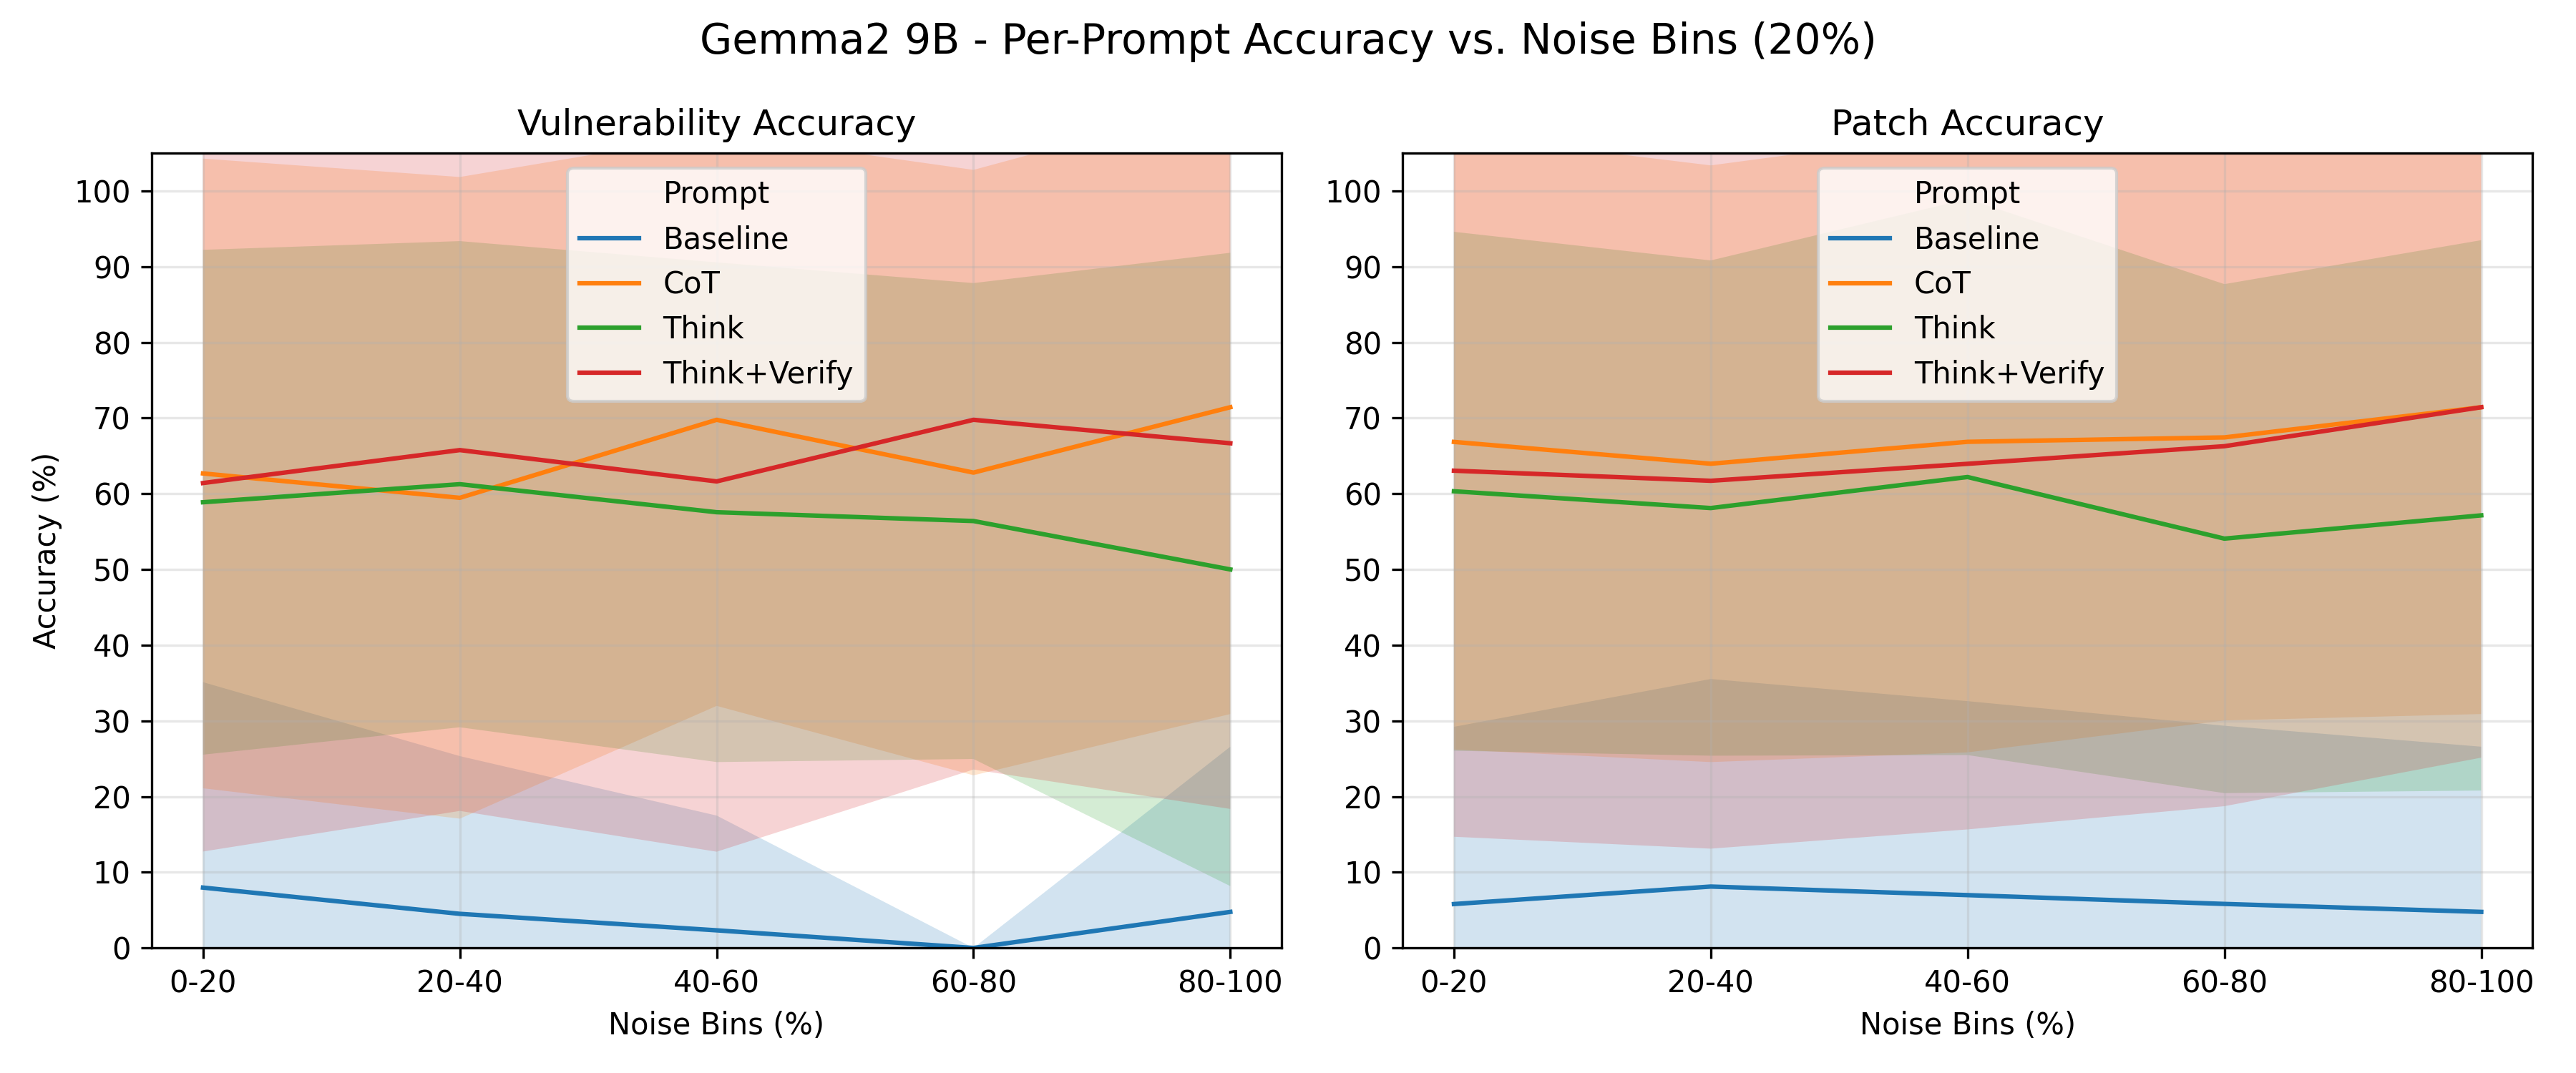 Gemma2 9B - Per-Prompt Accuracy vs. Noise Bins (20%)
Vulnerability Accuracy
Accuracy (%)
100
90
80
70
60
50
40
30
20
10
0
Prompt
Baseline
CoT
Think
Think+Verify
0-20 20-40 40-60 60-80 80-100
Noise Bins (%)
Patch Accuracy
100
90
80
70
60
50
40
30
20
10
0
Prompt
Baseline
CoT
Think
Think+Verify
0-20 20-40 40-60 60-80 80-100
Noise Bins (%)